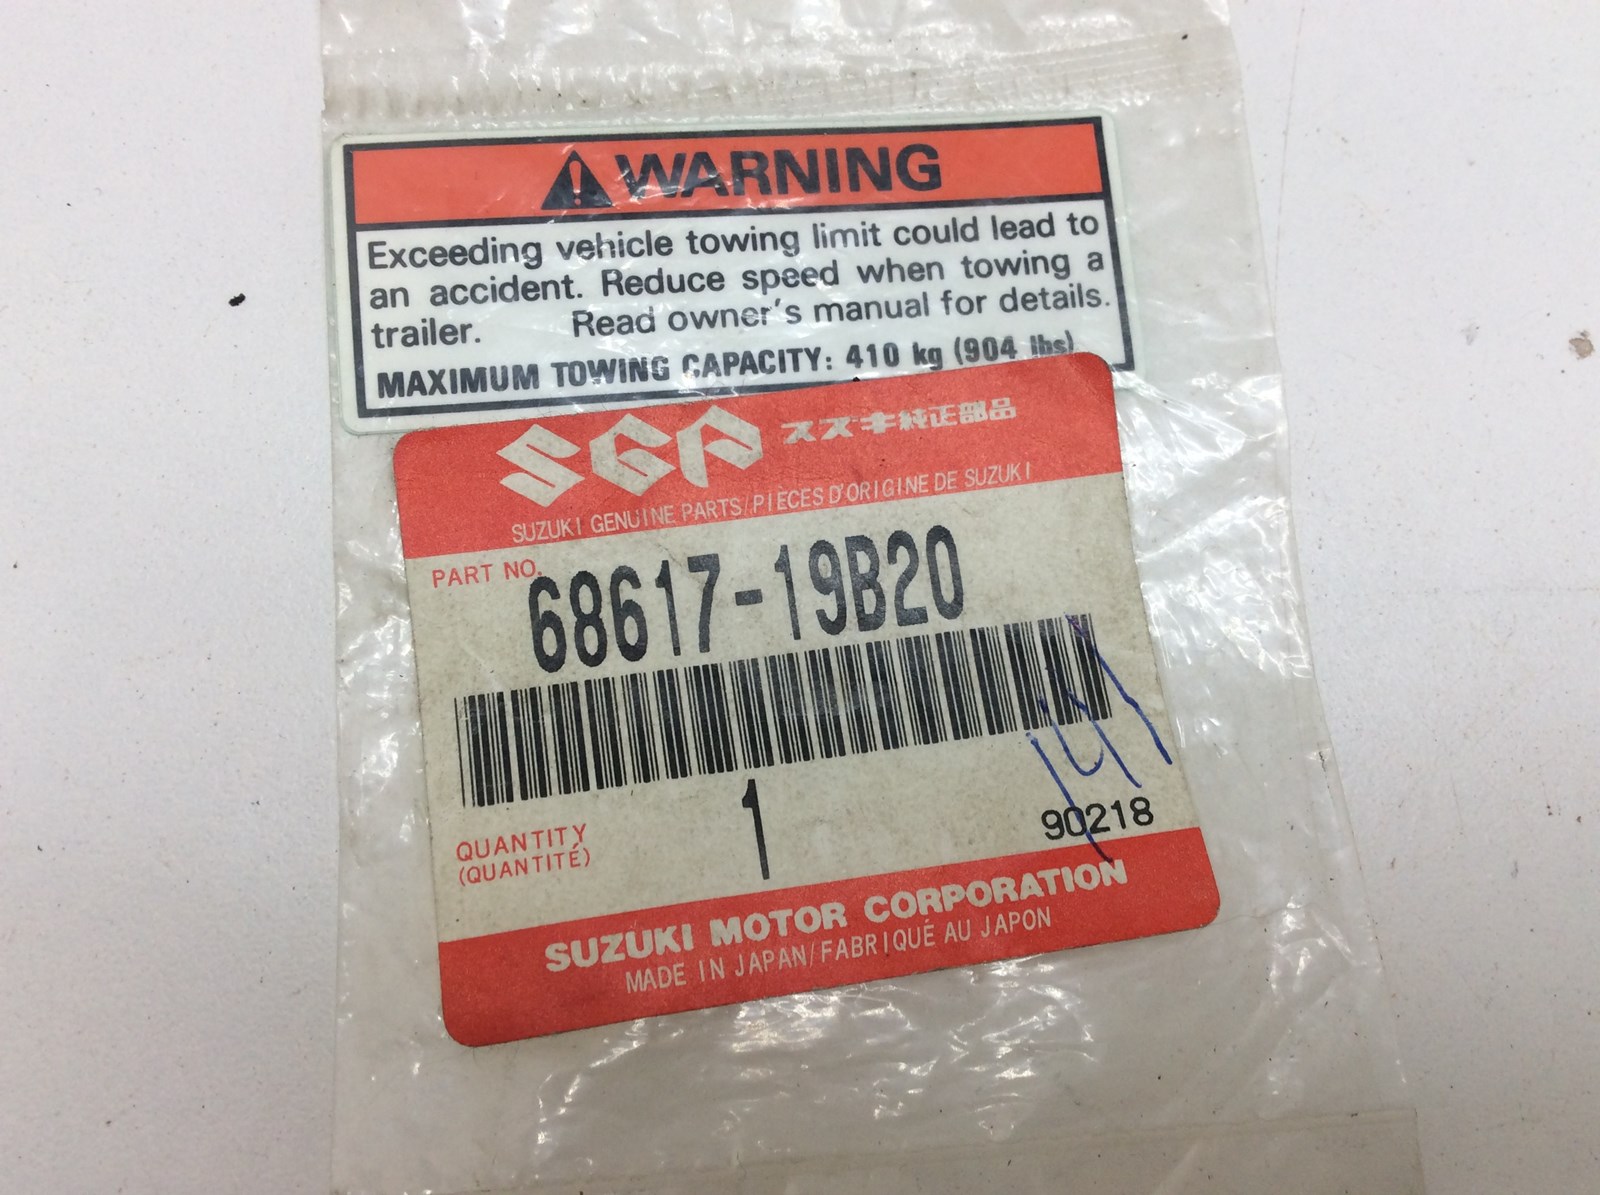 WARNING
Exceeding vehicle towing limit could lead to
an accident. Reduce speed when towing a
trailer. Read owner's manual for details.
MAXIMUM TOWING CAPACITY: 410 kg (904 lbs)
SGP スズキ純正部品
SUZUKI GENUINE PARTS/PIÈCES D'ORIGINE DE SUZUKI
PART NO. 68617-19B20
141
QUANTITY 1
(QUANTITÉ)
90218
SUZUKI MOTOR CORPORATION
MADE IN JAPAN/FABRIQUÉ AU JAPON